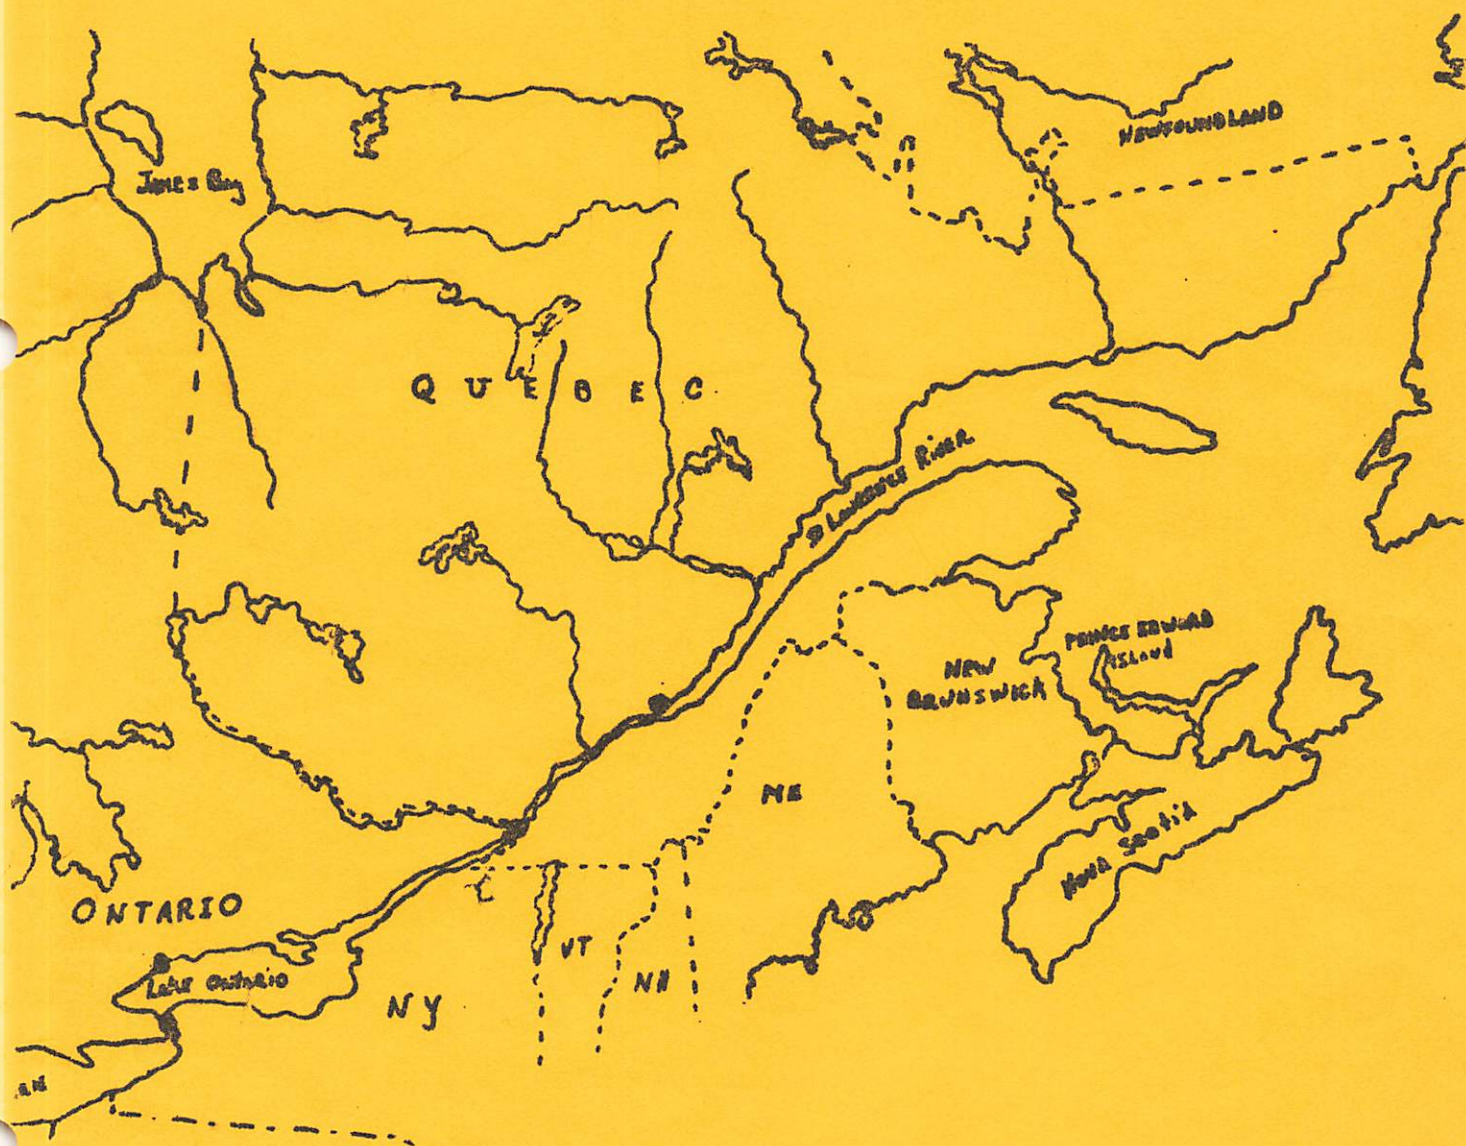 NEWFOUNDLAND
James Bay
QUEBEC
St Lawrence River
PRINCE EDWARD
ISLAND
NEW
BRUNSWICK
ME
Nova Scotia
ONTARIO
VT
Lake Ontario
NH
NY